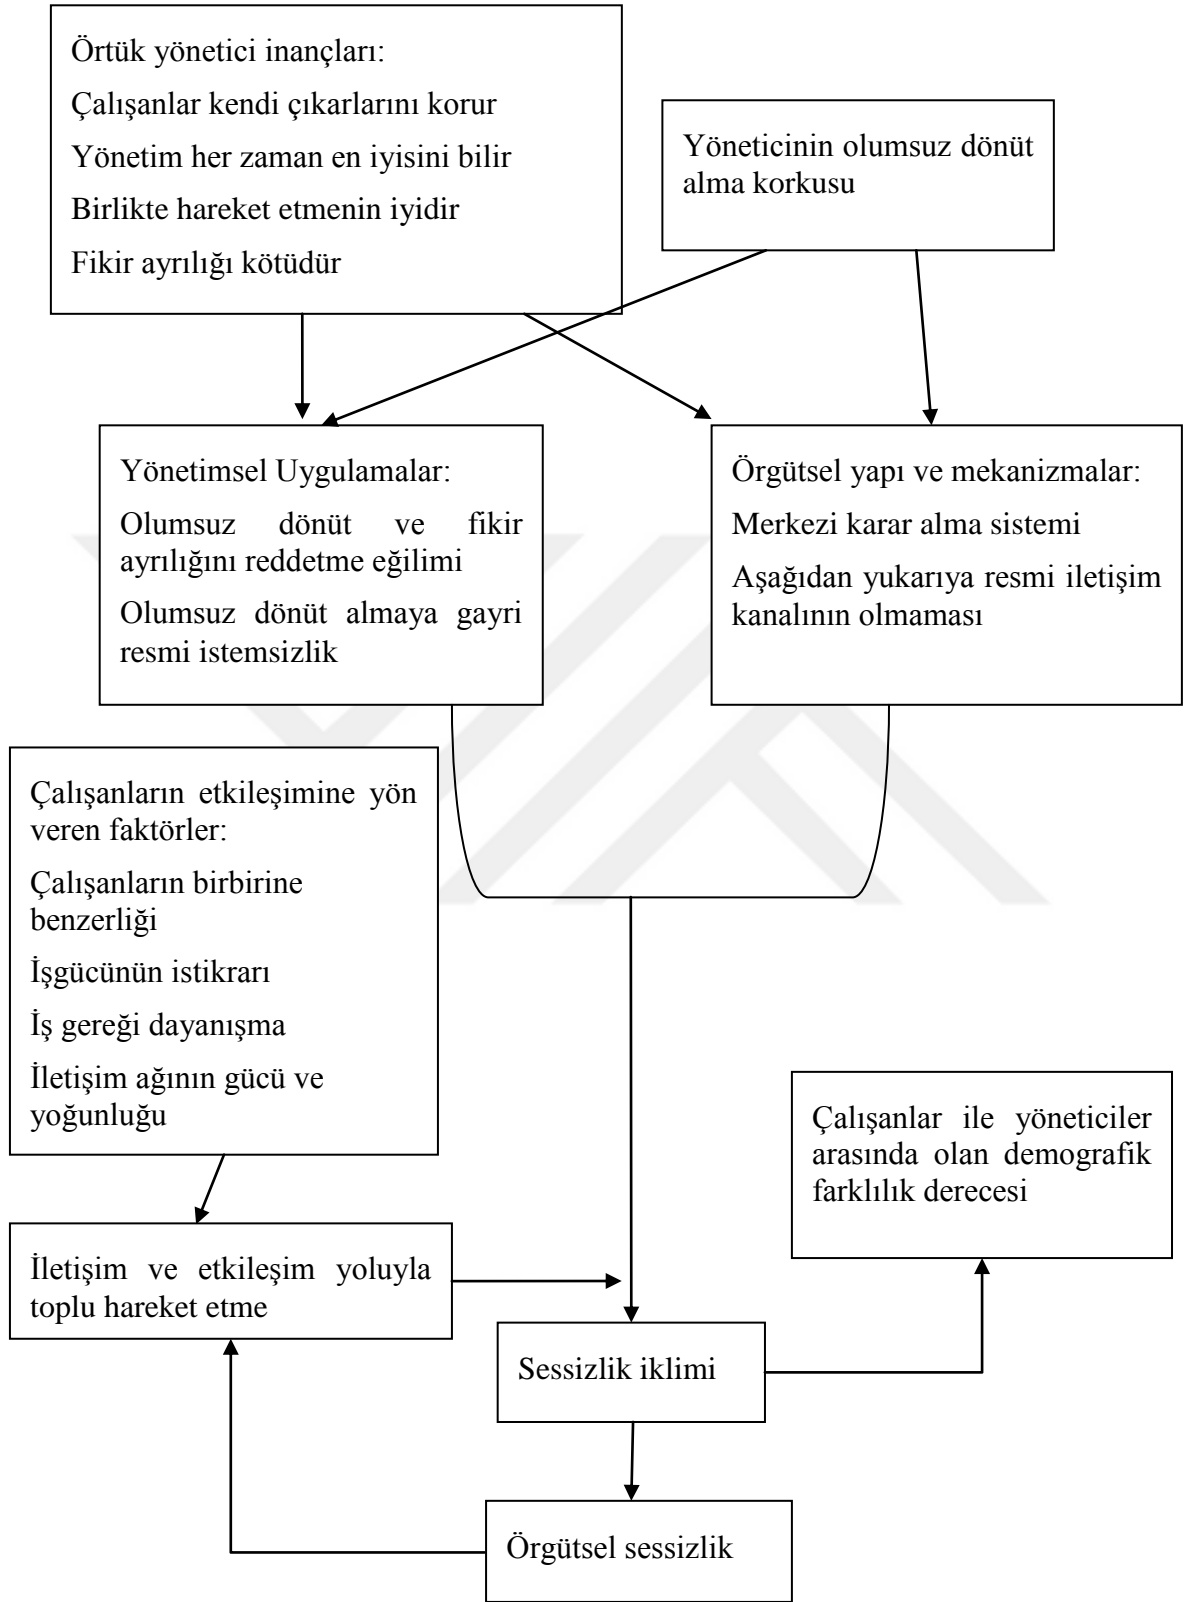 Örtük yönetici inançları:
Çalışanlar kendi çıkarlarını korur
Yönetim her zaman en iyisini bilir
Birlikte hareket etmenin iyidir
Fikir ayrılığı kötüdür
Yöneticinin olumsuz dönüt
alma korkusu
Yönetimsel Uygulamalar:
Olumsuz dönüt ve fikir
ayrılığını reddetme eğilimi
Olumsuz dönüt almaya gayri
resmi istemsizlik
Örgütsel yapı ve mekanizmalar:
Merkezi karar alma sistemi
Aşağıdan yukarıya resmi iletişim
kanalının olmaması
Çalışanların etkileşimine yön
veren faktörler:
Çalışanların birbirine
benzerliği
İşgücünün istikrarı
İş gereği dayanışma
İletişim ağının gücü ve
yoğunluğu
Çalışanlar ile yöneticiler
arasında olan demografik
farklılık derecesi
İletişim ve etkileşim yoluyla
toplu hareket etme
Sessizlik iklimi
Örgütsel sessizlik